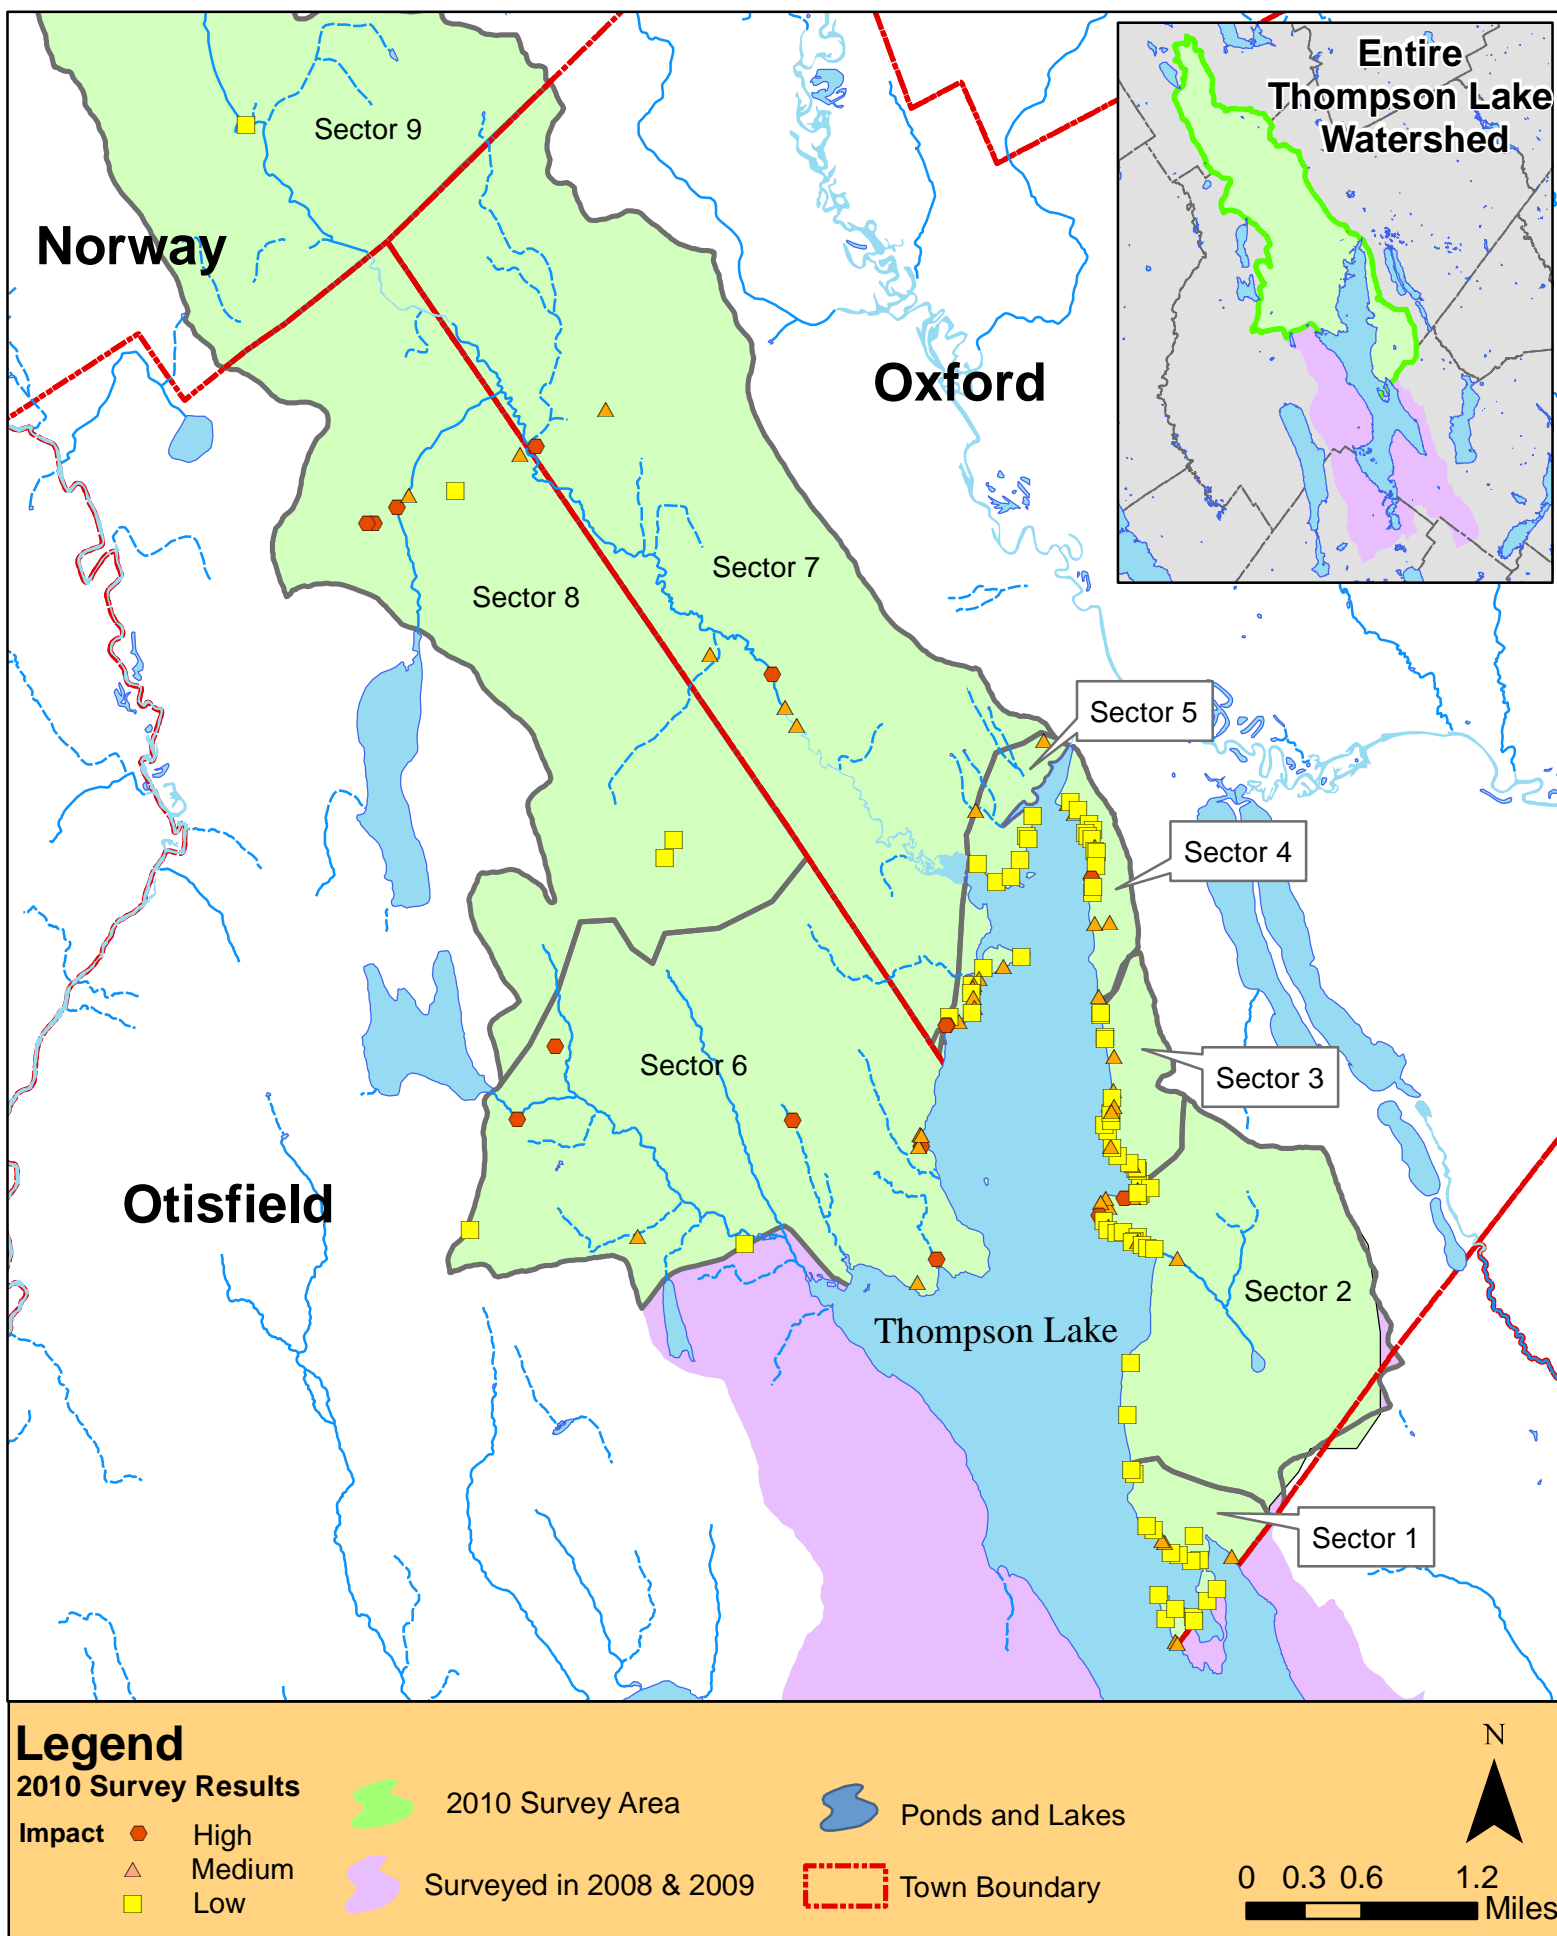 Entire
Thompson Lake
Watershed
Sector 9
Norway
Oxford
Sector 7
Sector 8
Sector 5
Sector 4
Sector 6
Sector 3
Otisfield
Sector 2
Thompson Lake
Sector 1
Legend
2010 Survey Results
Impact
High
Medium
Low
2010 Survey Area
Surveyed in 2008 & 2009
Ponds and Lakes
Town Boundary
N
0 0.3 0.6 1.2
Miles